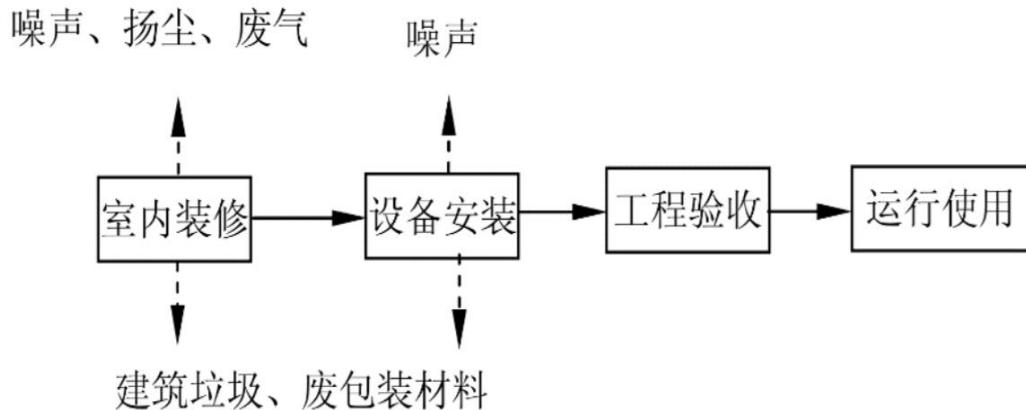 噪声、扬尘、废气
噪声
室内装修
设备安装
工程验收
运行使用
建筑垃圾、废包装材料